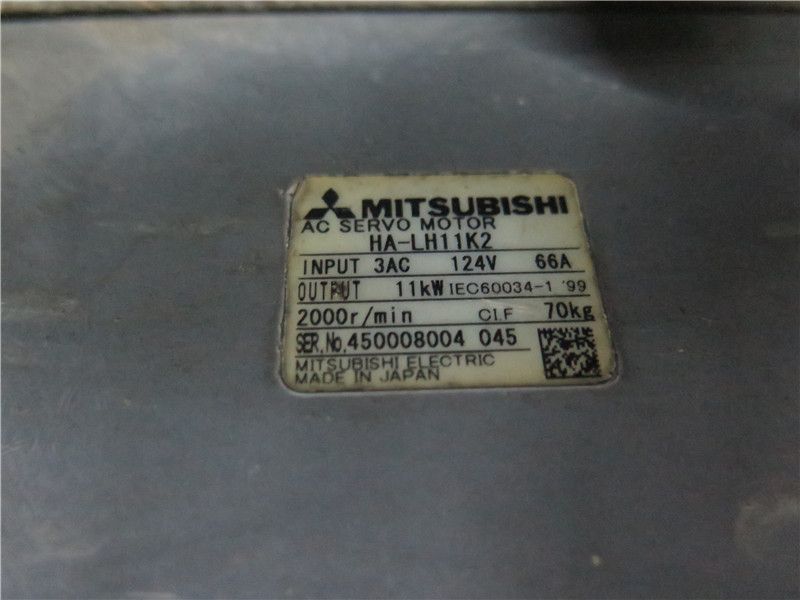 MITSUBISHI
AC SERVO MOTOR
HA-LH11K2
INPUT 3AC 124V 66A
OUTPUT 11kW IEC60034-1 '99
2000r/min CI.F 70kg
SER.No.450008004 045
MITSUBISHI ELECTRIC
MADE IN JAPAN